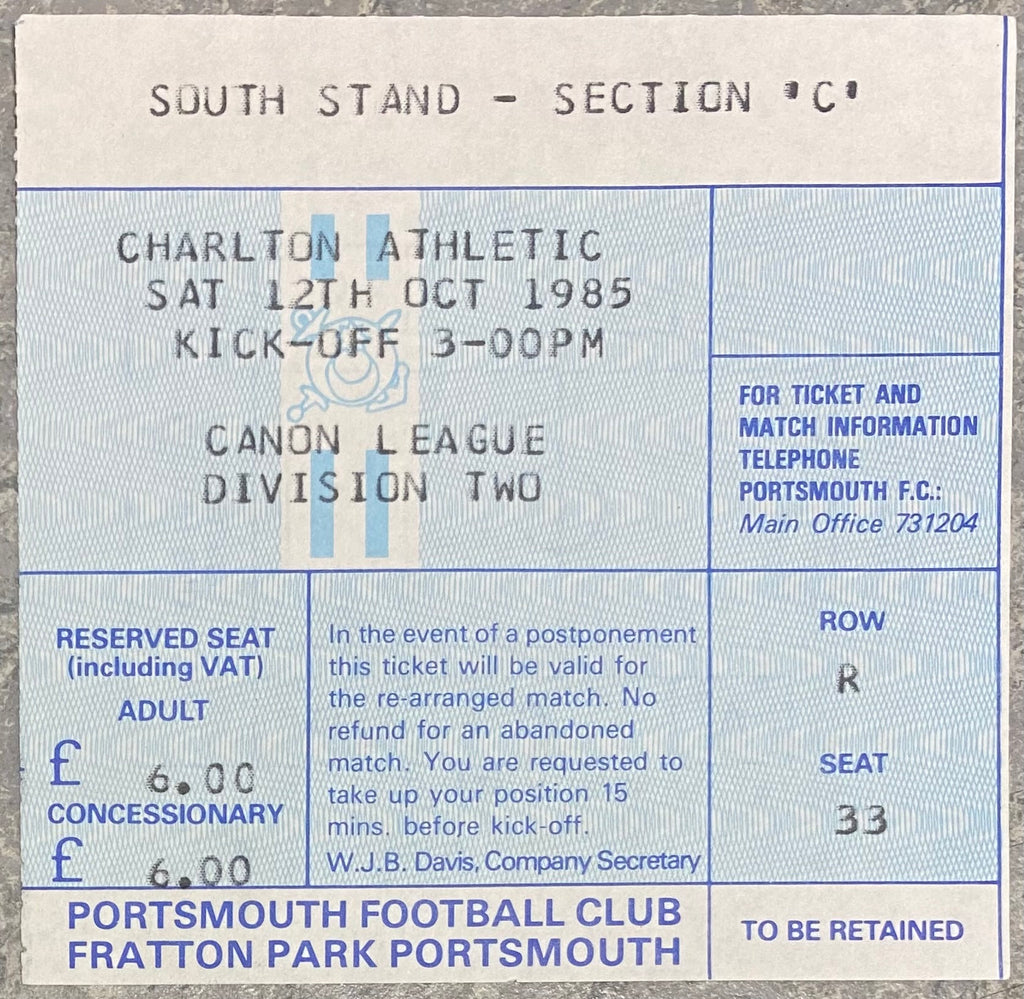 SOUTH STAND - SECTION 'C'
CHARLTON ATHLETIC
SAT 12TH OCT 1985
KICK-OFF 3-00PM
CANON LEAGUE
DIVISION TWO
FOR TICKET AND
MATCH INFORMATION
TELEPHONE
PORTSMOUTH F.C.:
Main Office 731204
RESERVED SEAT
(including VAT)
ADULT
£ 6.00
CONCESSIONARY
£ 6.00
In the event of a postponement
this ticket will be valid for
the re-arranged match. No
refund for an abandoned
match. You are requested to
take up your position 15
mins. before kick-off.
W.J.B. Davis, Company Secretary
ROW
R
SEAT
33
PORTSMOUTH FOOTBALL CLUB
FRATTON PARK PORTSMOUTH
TO BE RETAINED